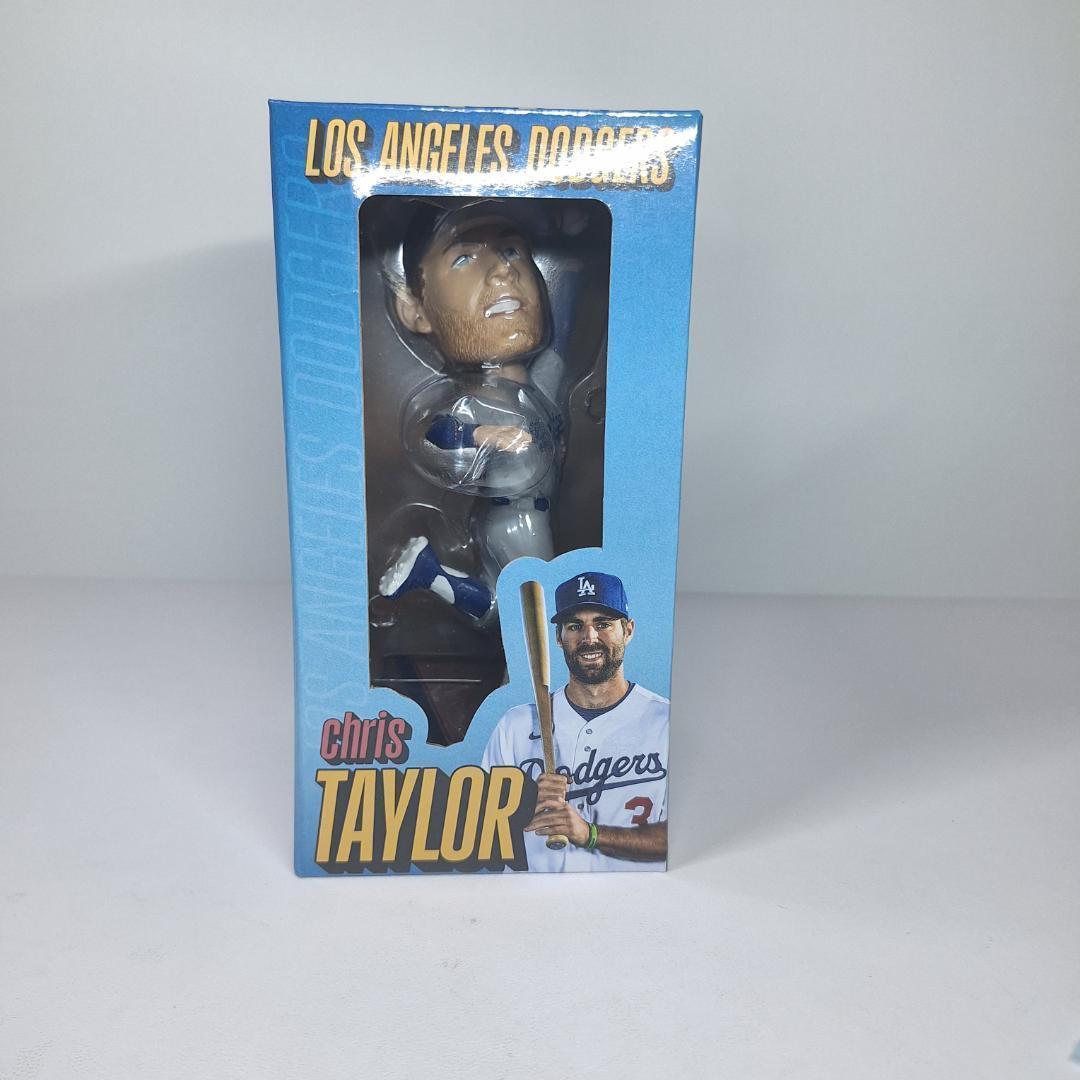 LOS ANGELES DODGERS
LOS ANGELES DODGERS
LA
chris
TAYLOR
Dodgers
3